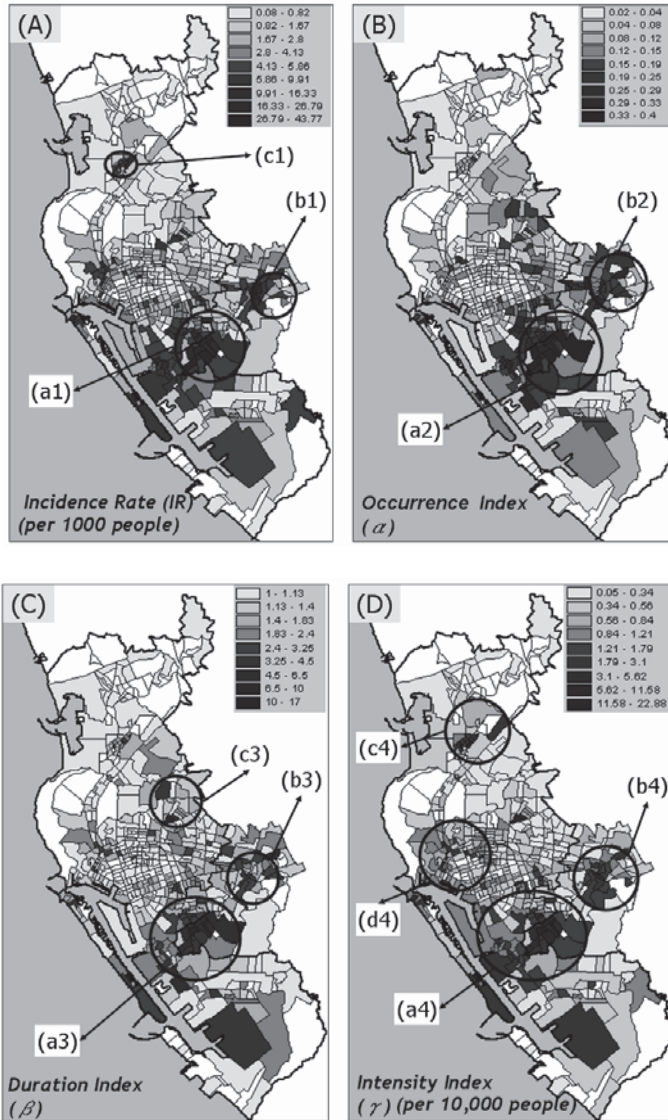 (A)
0.08 - 0.82
0.82 - 1.67
1.67 - 2.8
2.8 - 4.13
4.13 - 5.86
5.86 - 9.91
9.91 - 16.33
16.33 - 26.79
26.79 - 43.77
(c1)
(b1)
(a1)
Incidence Rate (IR)
(per 1000 people)
(B)
0.02 - 0.04
0.04 - 0.08
0.08 - 0.12
0.12 - 0.15
0.15 - 0.19
0.19 - 0.25
0.25 - 0.29
0.29 - 0.33
0.33 - 0.4
(b2)
(a2)
Occurrence Index
(α)
(C)
1 - 1.13
1.13 - 1.4
1.4 - 1.83
1.83 - 2.4
2.4 - 3.25
3.25 - 4.5
4.5 - 6.5
6.5 - 10
10 - 17
(c3)
(b3)
(a3)
Duration Index
(β)
(D)
0.05 - 0.34
0.34 - 0.56
0.56 - 0.84
0.84 - 1.21
1.21 - 1.79
1.79 - 3.1
3.1 - 5.62
5.62 - 11.58
11.58 - 22.88
(c4)
(b4)
(d4)
(a4)
Intensity Index
(γ) (per 10,000 people)